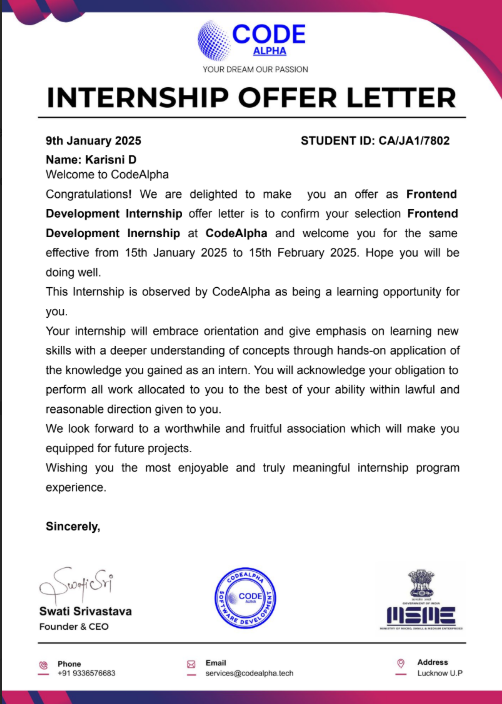 CODE
ALPHA
YOUR DREAM OUR PASSION
INTERNSHIP OFFER LETTER
9th January 2025 STUDENT ID: CA/JA1/7802
Name: Karisni D
Welcome to CodeAlpha
Congratulations! We are delighted to make you an offer as Frontend
Development Internship offer letter is to confirm your selection Frontend
Development Inernship at CodeAlpha and welcome you for the same
effective from 15th January 2025 to 15th February 2025. Hope you will be
doing well.
This Internship is observed by CodeAlpha as being a learning opportunity for
you.
Your internship will embrace orientation and give emphasis on learning new
skills with a deeper understanding of concepts through hands-on application of
the knowledge you gained as an intern. You will acknowledge your obligation to
perform all work allocated to you to the best of your ability within lawful and
reasonable direction given to you.
We look forward to a worthwhile and fruitful association which will make you
equipped for future projects.
Wishing you the most enjoyable and truly meaningful internship program
experience.
Sincerely,
Swati Srivastava
Founder & CEO
CODEALPHA
CODE
ALPHA
SOFTWARE DEVELOPMENT
GOVERNMENT OF INDIA
MSME
MINISTRY OF MICRO, SMALL & MEDIUM ENTERPRISES
Phone
+91 9336576683
Email
services@codealpha.tech
Address
Lucknow U.P